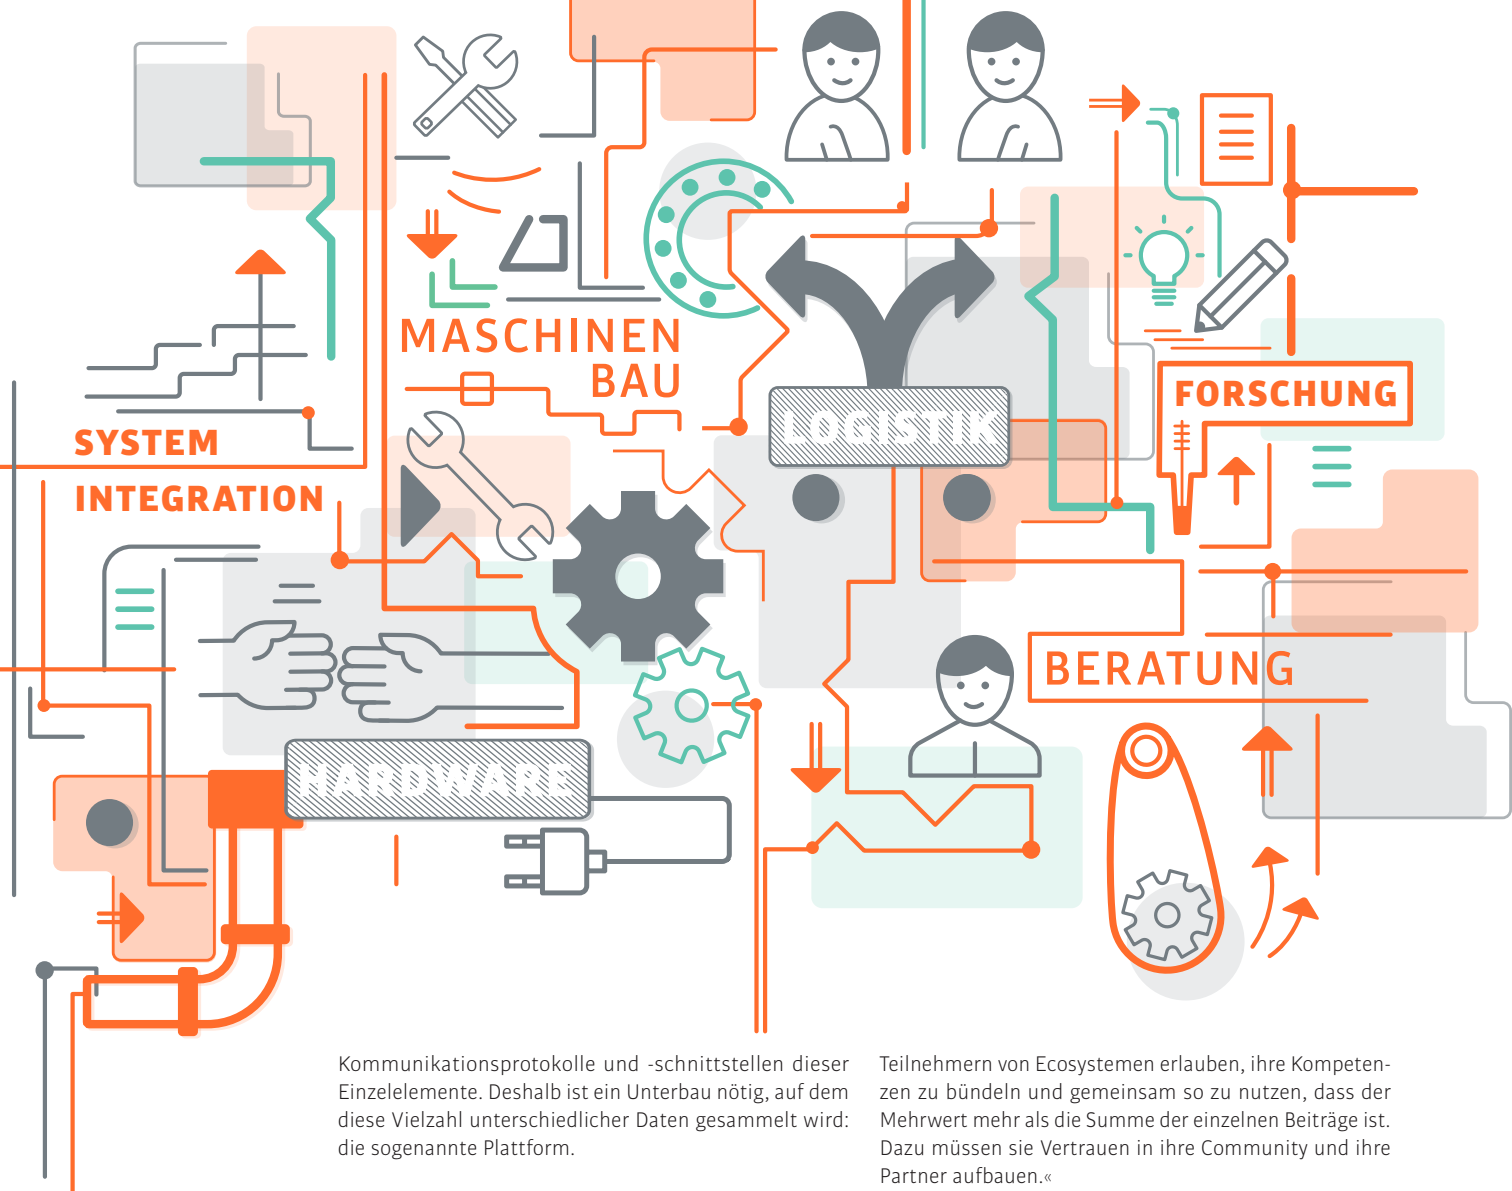 MASCHINEN
BAU
LOGISTIK
FORSCHUNG
SYSTEM
INTEGRATION
BERATUNG
HARDWARE
Kommunikationsprotokolle und -schnittstellen dieser
Einzelelemente. Deshalb ist ein Unterbau nötig, auf dem
diese Vielzahl unterschiedlicher Daten gesammelt wird:
die sogenannte Plattform.
Teilnehmern von Ecosystemen erlauben, ihre Kompeten-
zen zu bündeln und gemeinsam so zu nutzen, dass der
Mehrwert mehr als die Summe der einzelnen Beiträge ist.
Dazu müssen sie Vertrauen in ihre Community und ihre
Partner aufbauen.«